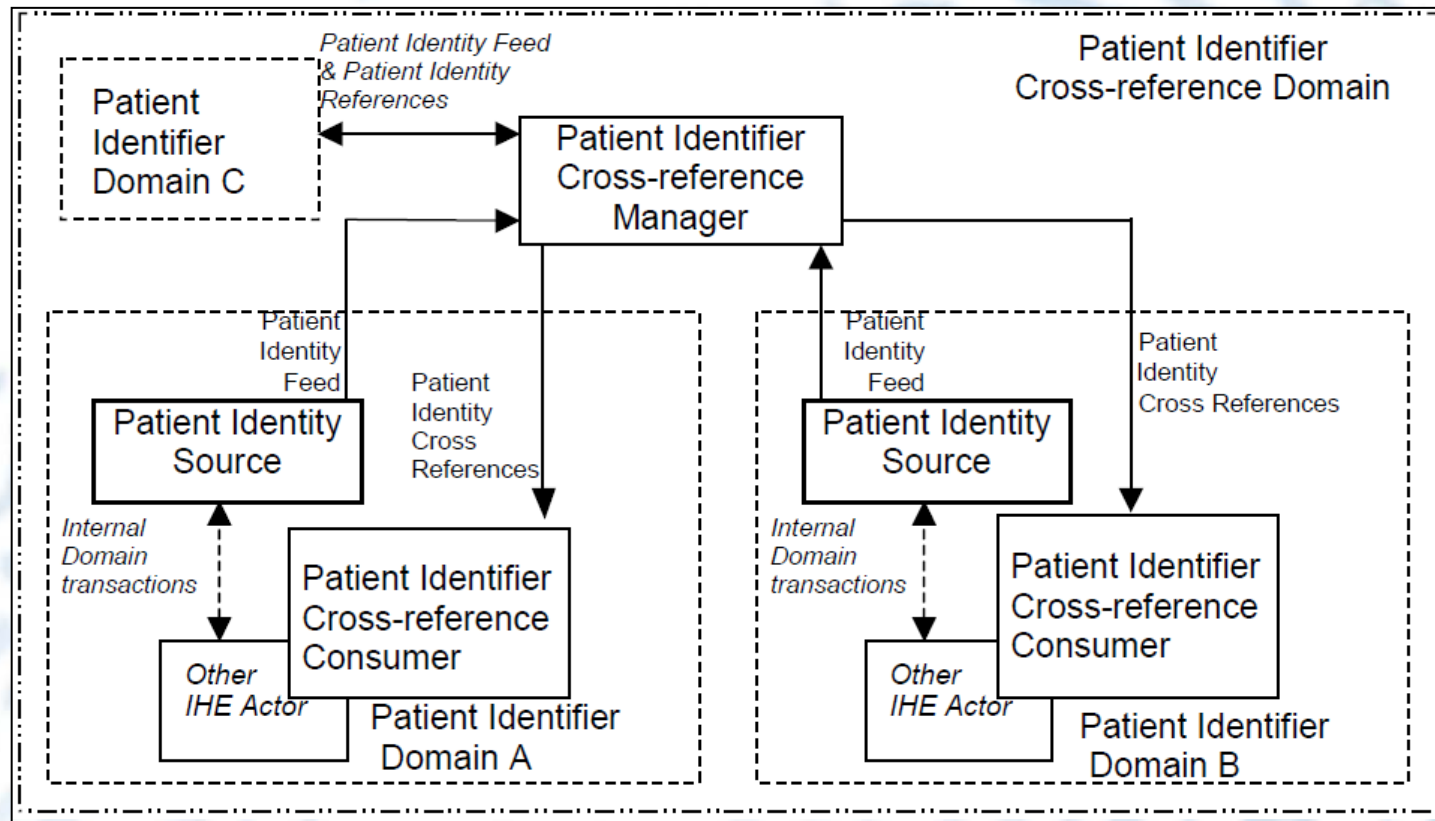 Patient Identity Feed
& Patient Identity
References
Patient Identifier
Cross-reference Domain
Patient
Identifier
Domain C
Patient Identifier
Cross-reference
Manager
Patient
Identity
Feed
Patient
Identity
Cross
References
Patient Identity
Source
Internal
Domain
transactions
Patient Identifier
Cross-reference
Consumer
Other
IHE Actor
Patient Identifier
Domain A
Patient
Identity
Feed
Patient
Identity
Cross References
Patient Identity
Source
Internal
Domain
transactions
Patient Identifier
Cross-reference
Consumer
Other
IHE Actor
Patient Identifier
Domain B